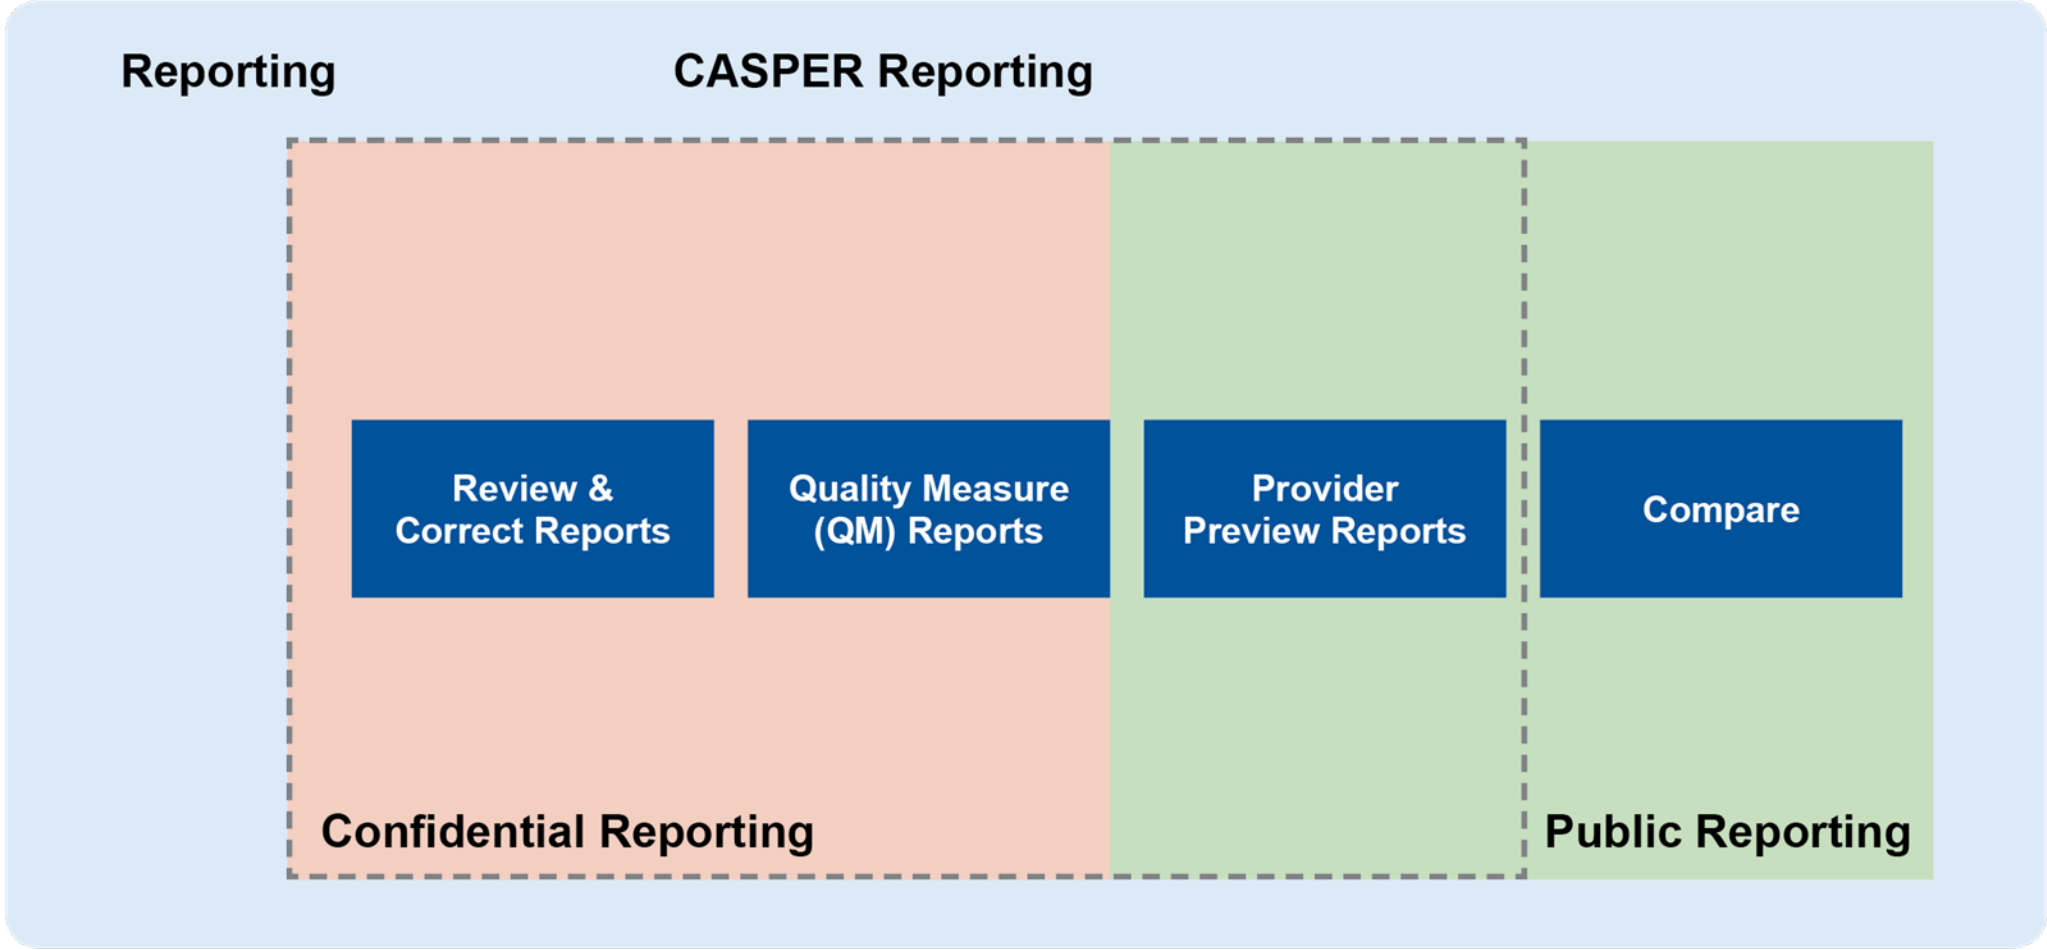 Reporting
CASPER Reporting
Review &
Correct Reports
Quality Measure
(QM) Reports
Provider
Preview Reports
Compare
Confidential Reporting
Public Reporting